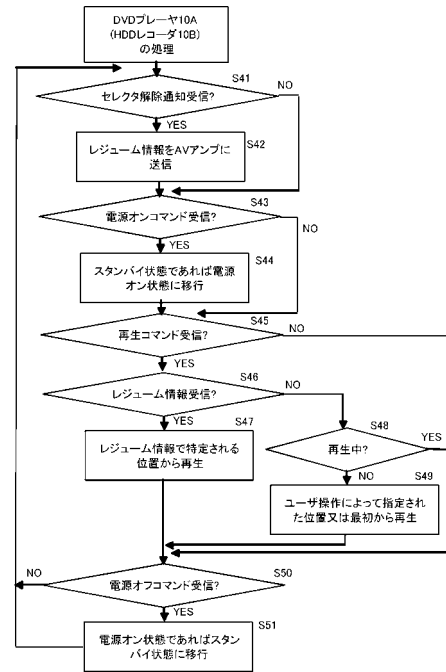 DVDプレーヤ10A
(HDDレコーダ10B)
の処理
S41
セレクタ解除通知受信?
NO
YES
S42
レジューム情報をAVアンプに
送信
S43
電源オンコマンド受信?
NO
YES
S44
スタンバイ状態であれば電源
オン状態に移行
S45
再生コマンド受信?
NO
YES
S46
レジューム情報受信?
NO
YES
S47
レジューム情報で特定される
位置から再生
S48
再生中?
YES
NO
S49
ユーザ操作によって指定され
た位置又は最初から再生
NO
電源オフコマンド受信?
S50
YES
S51
電源オン状態であればスタン
バイ状態に移行